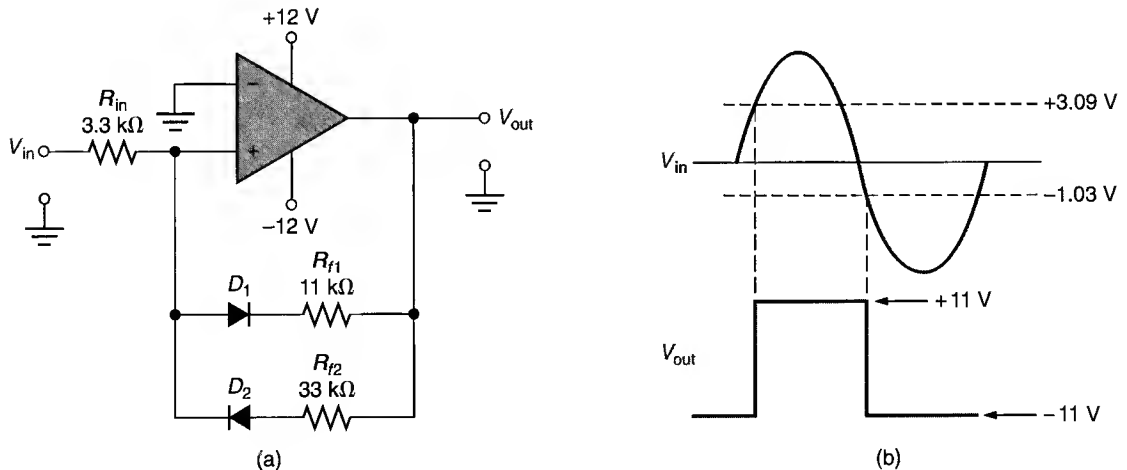 +12 V
−
R_in
3.3 kΩ
V_in
+
V_out
−12 V
D_1
R_f1
11 kΩ
D_2
R_f2
33 kΩ
(a)
+3.09 V
V_in
−1.03 V
+11 V
V_out
−11 V
(b)